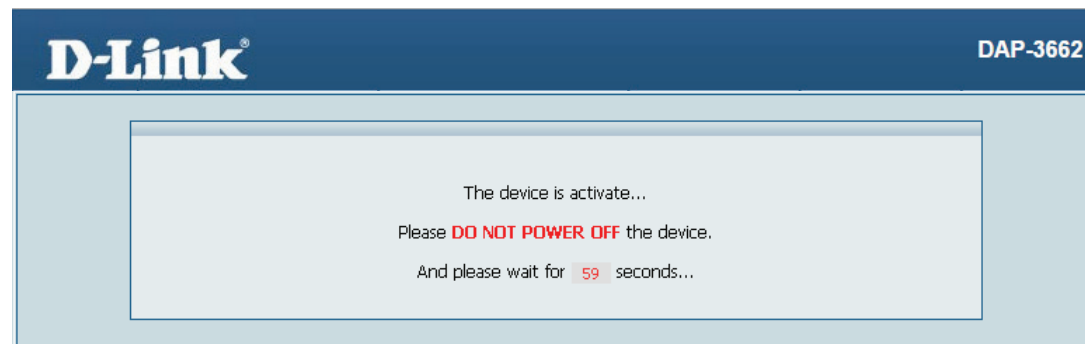 D-Link®
DAP-3662
The device is activate...
Please DO NOT POWER OFF the device.
And please wait for 59 seconds...